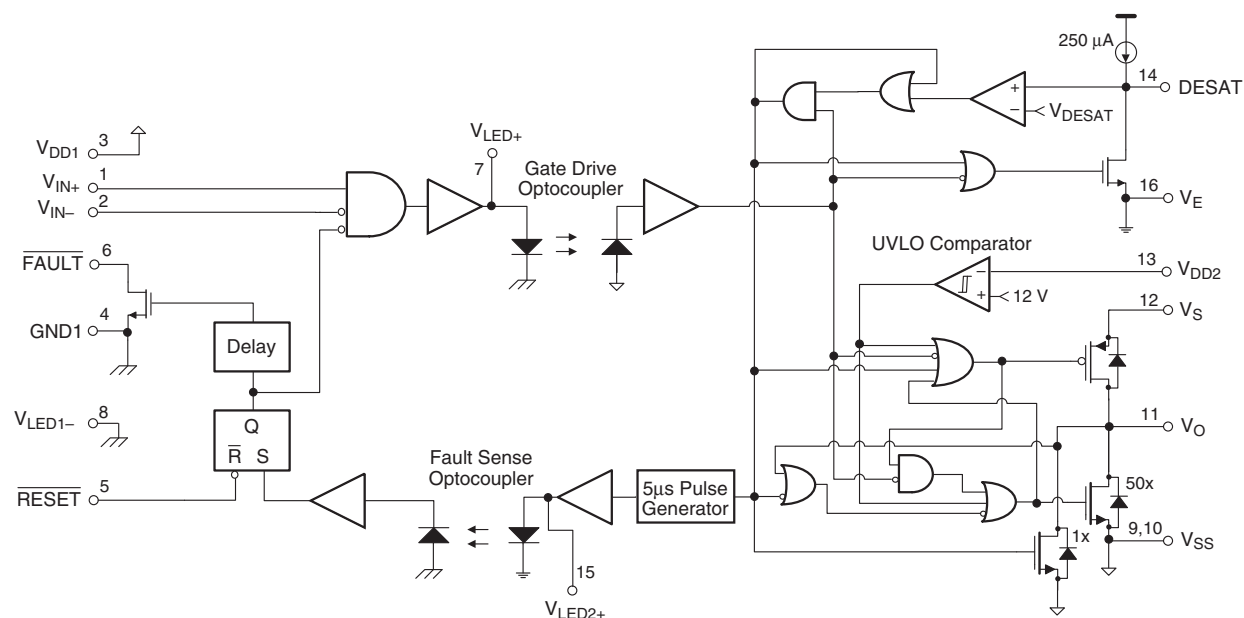 250 μA
14
DESAT
+
−
V_DESAT
V_LED+
7
3
V_DD1
1
V_IN+
2
V_IN−
Gate Drive
Optocoupler
16
V_E
6
FAULT
UVLO Comparator
13
V_DD2
−
+
12 V
12
V_S
4
GND1
Delay
8
V_LED1−
Q
R S
11
V_O
5
RESET
Fault Sense
Optocoupler
5μs Pulse
Generator
50x
1x
9,10
V_SS
15
V_LED2+